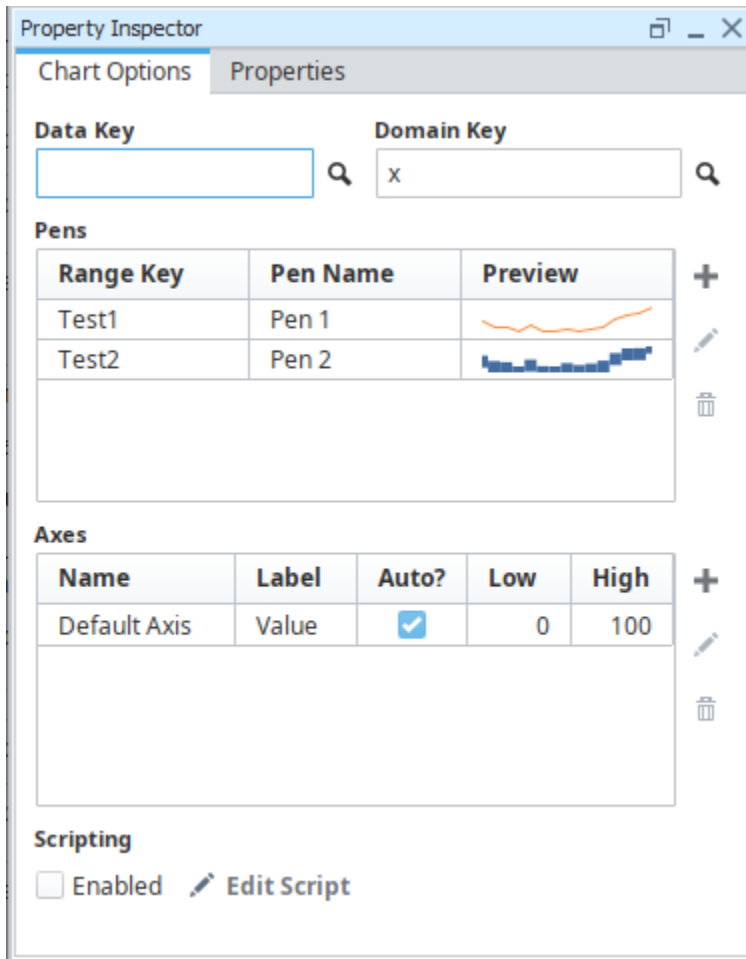 Property Inspector
Chart Options Properties
Data Key Domain Key
x
Pens
Range Key Pen Name Preview
Test1 Pen 1
Test2 Pen 2
Axes
Name Label Auto? Low High
Default Axis Value 0 100
Scripting
Enabled Edit Script